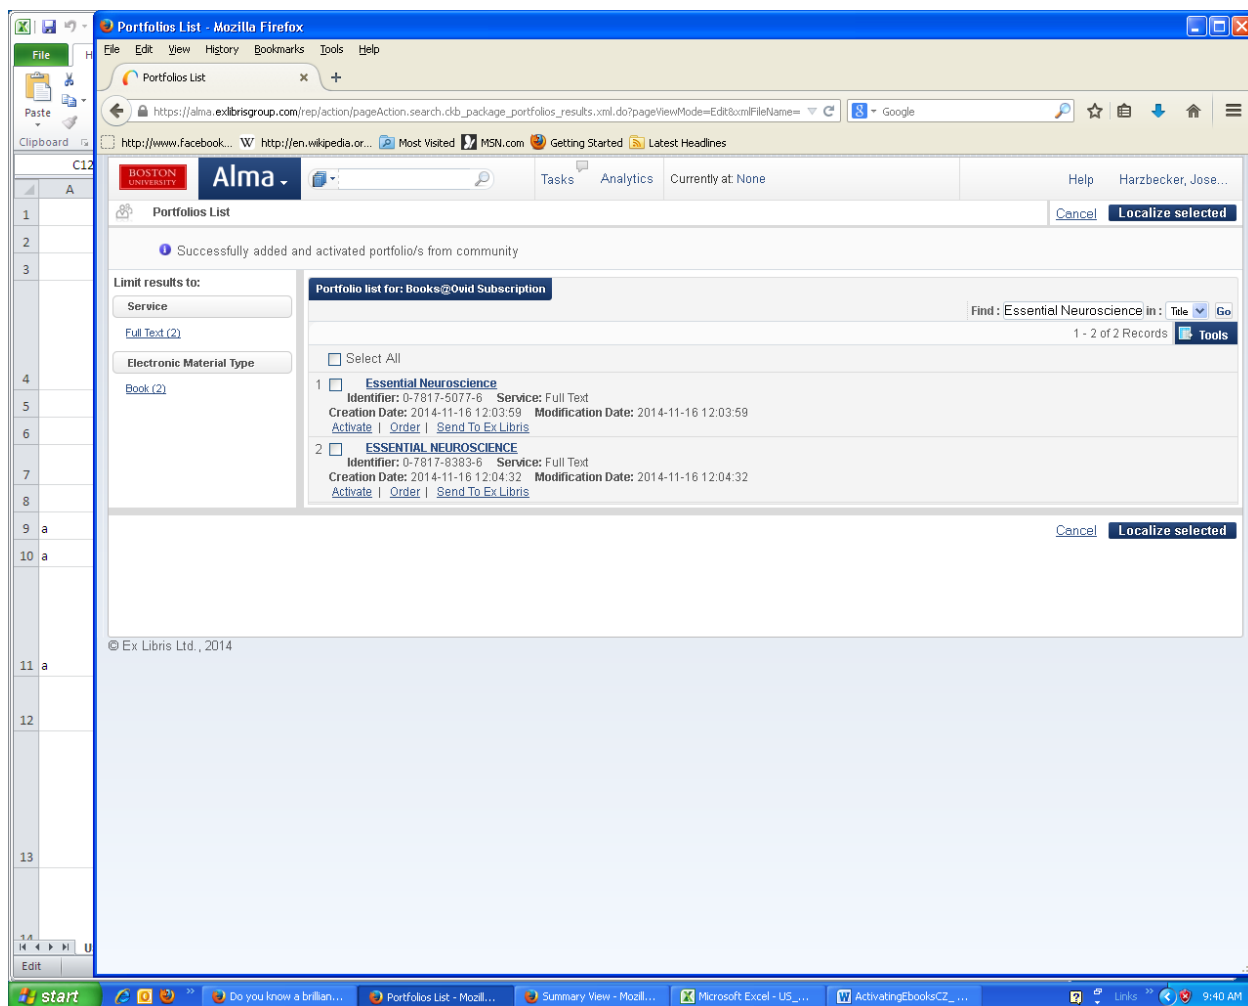 Portfolios List - Mozilla Firefox
File Edit View History Bookmarks Tools Help
Portfolios List
https://alma.exlibrisgroup.com/rep/action/pageAction.search.ckb_package_portfolios_results.xml.do?pageViewMode=Edit&xmlFileName=
Google
http://www.facebook... http://en.wikipedia.or... Most Visited MSN.com Getting Started Latest Headlines
File H
Paste
Clipboard
C12
A
1
2
3
4
5
6
7
8
9 a
10 a
11 a
12
13
14
U
Edit
BOSTON UNIVERSITY Alma Tasks Analytics Currently at: None Help Harzbecker, Jose...
Portfolios List Cancel Localize selected
Successfully added and activated portfolio/s from community
Limit results to:
Service
Full Text (2)
Electronic Material Type
Book (2)
Portfolio list for: Books@Ovid Subscription
Find : Essential Neuroscience in : Title Go
1 - 2 of 2 Records Tools
Select All
1 Essential Neuroscience
Identifier: 0-7817-5077-6 Service: Full Text
Creation Date: 2014-11-16 12:03:59 Modification Date: 2014-11-16 12:03:59
Activate | Order | Send To Ex Libris
2 ESSENTIAL NEUROSCIENCE
Identifier: 0-7817-8383-6 Service: Full Text
Creation Date: 2014-11-16 12:04:32 Modification Date: 2014-11-16 12:04:32
Activate | Order | Send To Ex Libris
Cancel Localize selected
© Ex Libris Ltd., 2014
start Do you know a brillian... Portfolios List - Mozill... Summary View - Mozill... Microsoft Excel - US_... ActivatingEbooksCZ_ ... Links 9:40 AM